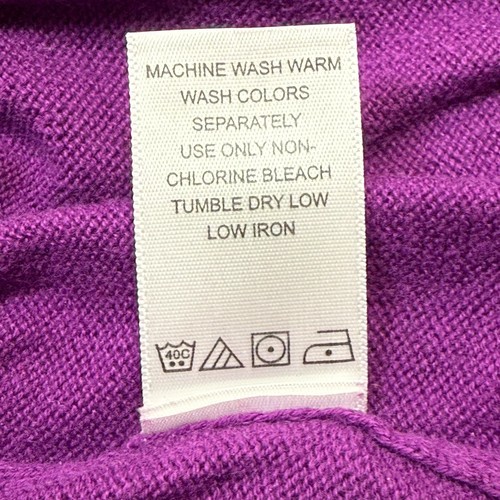 MACHINE WASH WARM
WASH COLORS
SEPARATELY
USE ONLY NON-
CHLORINE BLEACH
TUMBLE DRY LOW
LOW IRON
40C